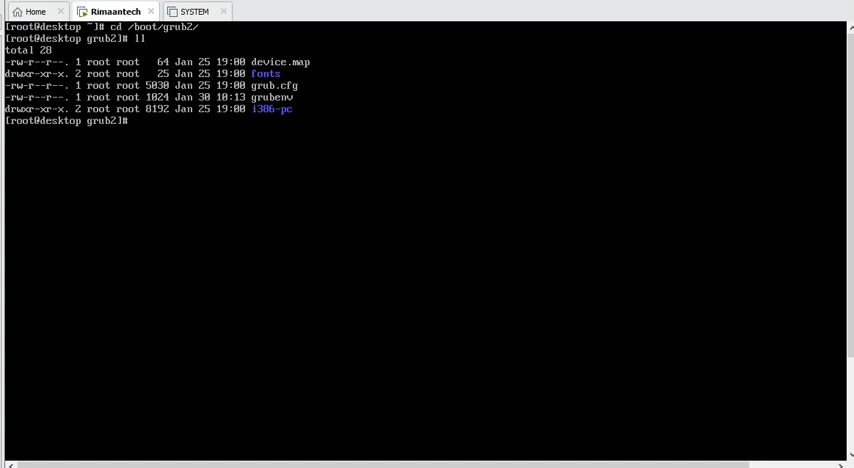 Home Rimaantech SYSTEM
[root@desktop ~]# cd /boot/grub2/
[root@desktop grub2]# ll
total 28
-rw-r--r--. 1 root root   64 Jan 25 19:00 device.map
drwxr-xr-x. 2 root root   25 Jan 25 19:00 fonts
-rw-r--r--. 1 root root 5030 Jan 25 19:00 grub.cfg
-rw-r--r--. 1 root root 1024 Jan 30 10:13 grubenv
drwxr-xr-x. 2 root root 8192 Jan 25 19:00 i386-pc
[root@desktop grub2]#